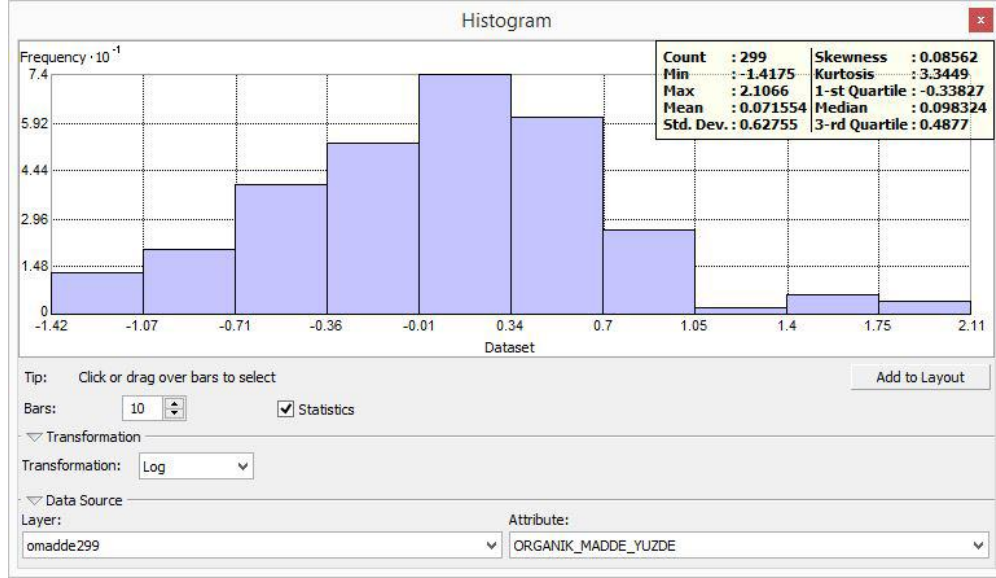 Histogram
x
Frequency · 10 -1
Count : 299 Skewness : 0.08562
Min : -1.4175 Kurtosis : 3.3449
Max : 2.1066 1-st Quartile : -0.33827
Mean : 0.071554 Median : 0.098324
Std. Dev. : 0.62755 3-rd Quartile : 0.4877
7.4
5.92
4.44
2.96
1.48
0
-1.42 -1.07 -0.71 -0.36 -0.01 0.34 0.7 1.05 1.4 1.75 2.11
Dataset
Tip: Click or drag over bars to select
Add to Layout
Bars: 10 Statistics
Transformation
Transformation: Log
Data Source
Layer: Attribute:
omadde299 ORGANIK_MADDE_YUZDE